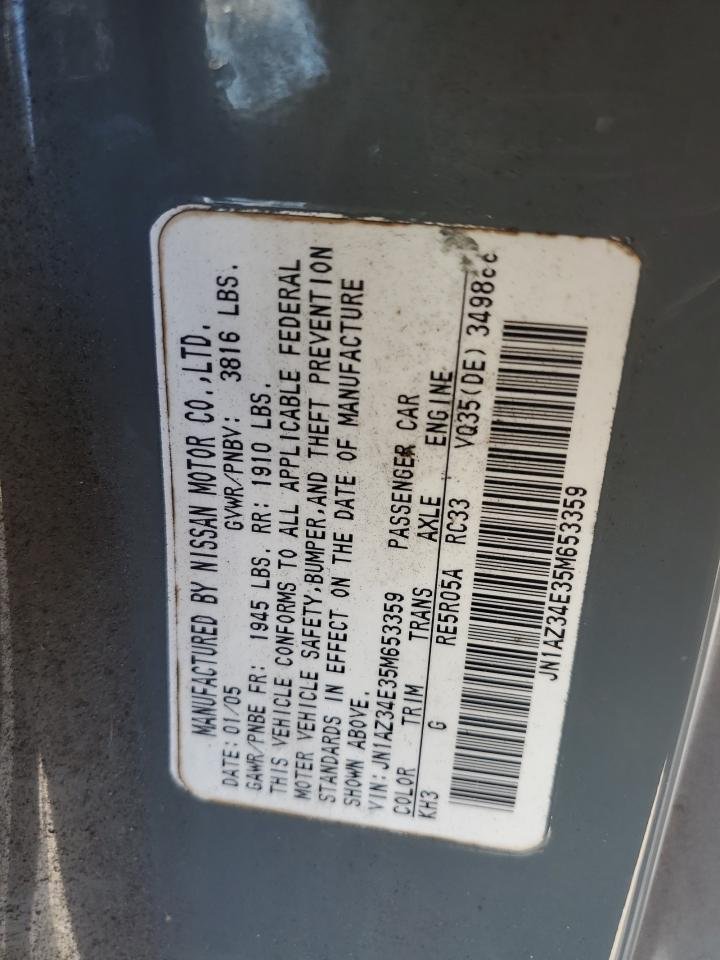 MANUFACTURED BY NISSAN MOTOR CO.,LTD.
DATE: 01/05 GVWR/PNBV: 3816 LBS.
GAWR/PNBE FR: 1945 LBS. RR: 1910 LBS.
THIS VEHICLE CONFORMS TO ALL APPLICABLE FEDERAL
MOTOR VEHICLE SAFETY,BUMPER,AND THEFT PREVENTION
STANDARDS IN EFFECT ON THE DATE OF MANUFACTURE
SHOWN ABOVE.
VIN:JN1AZ34E35M653359 PASSENGER CAR
COLOR TRIM TRANS AXLE ENGINE
KH3 G RE5R05A RC33 VQ35(DE) 3498cc
JN1AZ34E35M653359